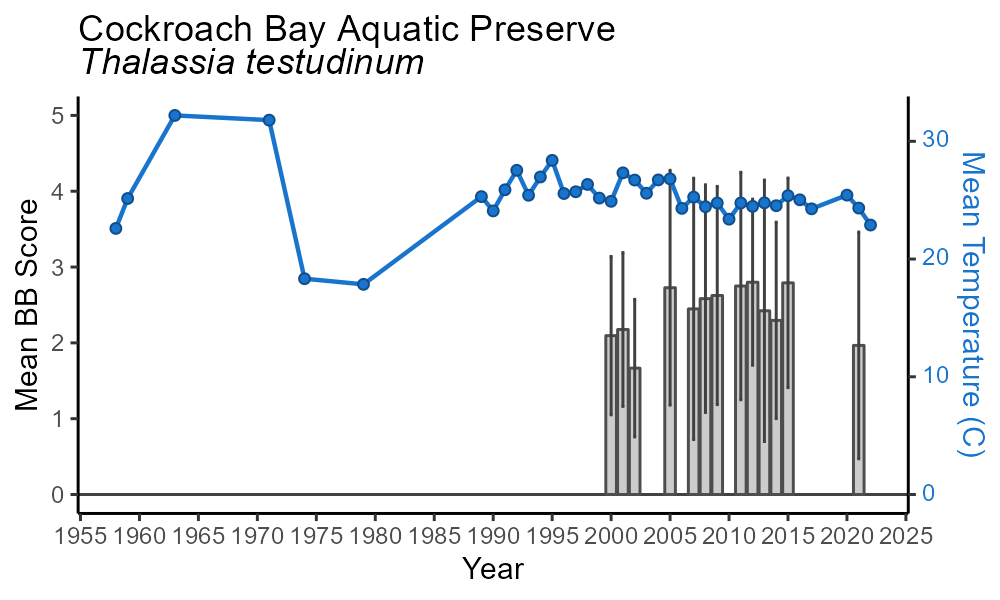 Cockroach Bay Aquatic Preserve
Thalassia testudinum
Mean BB Score
5
4
3
2
1
0
30
20
10
0
Mean Temperature (C)
1955 1960 1965 1970 1975 1980 1985 1990 1995 2000 2005 2010 2015 2020 2025
Year